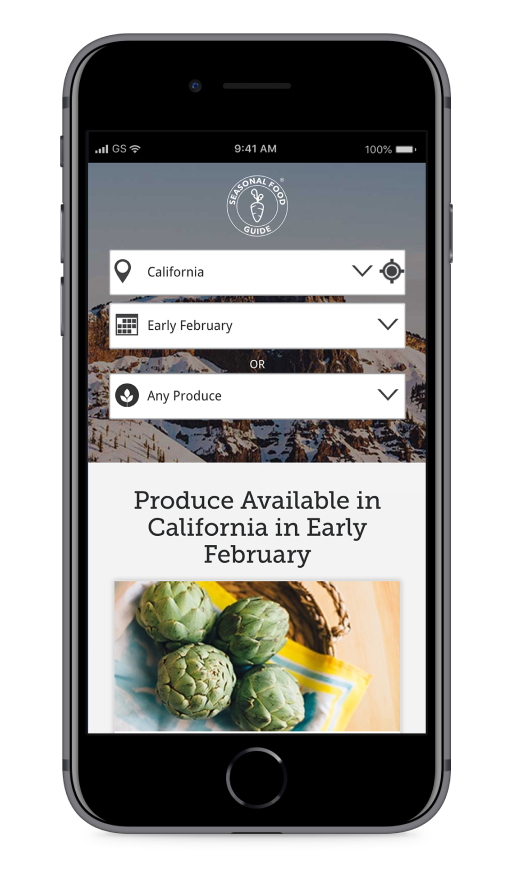 GS
9:41 AM
100%
SEASONAL FOOD
®
GUIDE
California
Early February
OR
Any Produce
Produce Available in
California in Early
February